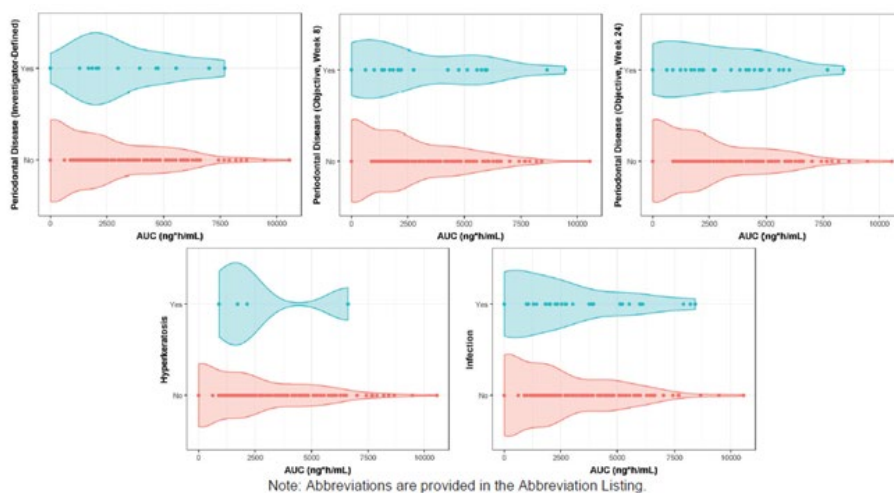 Periodontal Disease (Investigator-Defined)
Yes
No
0
2500
5000
7500
10000
AUC (ng*h/mL)
Periodontal Disease (Objective, Week 8)
Yes
No
0
2500
5000
7500
10000
AUC (ng*h/mL)
Periodontal Disease (Objective, Week 24)
Yes
No
0
2500
5000
7500
10000
AUC (ng*h/mL)
Hyperkeratosis
Yes
No
0
2500
5000
7500
10000
AUC (ng*h/mL)
Infection
Yes
No
0
2500
5000
7500
10000
AUC (ng*h/mL)
Note: Abbreviations are provided in the Abbreviation Listing.